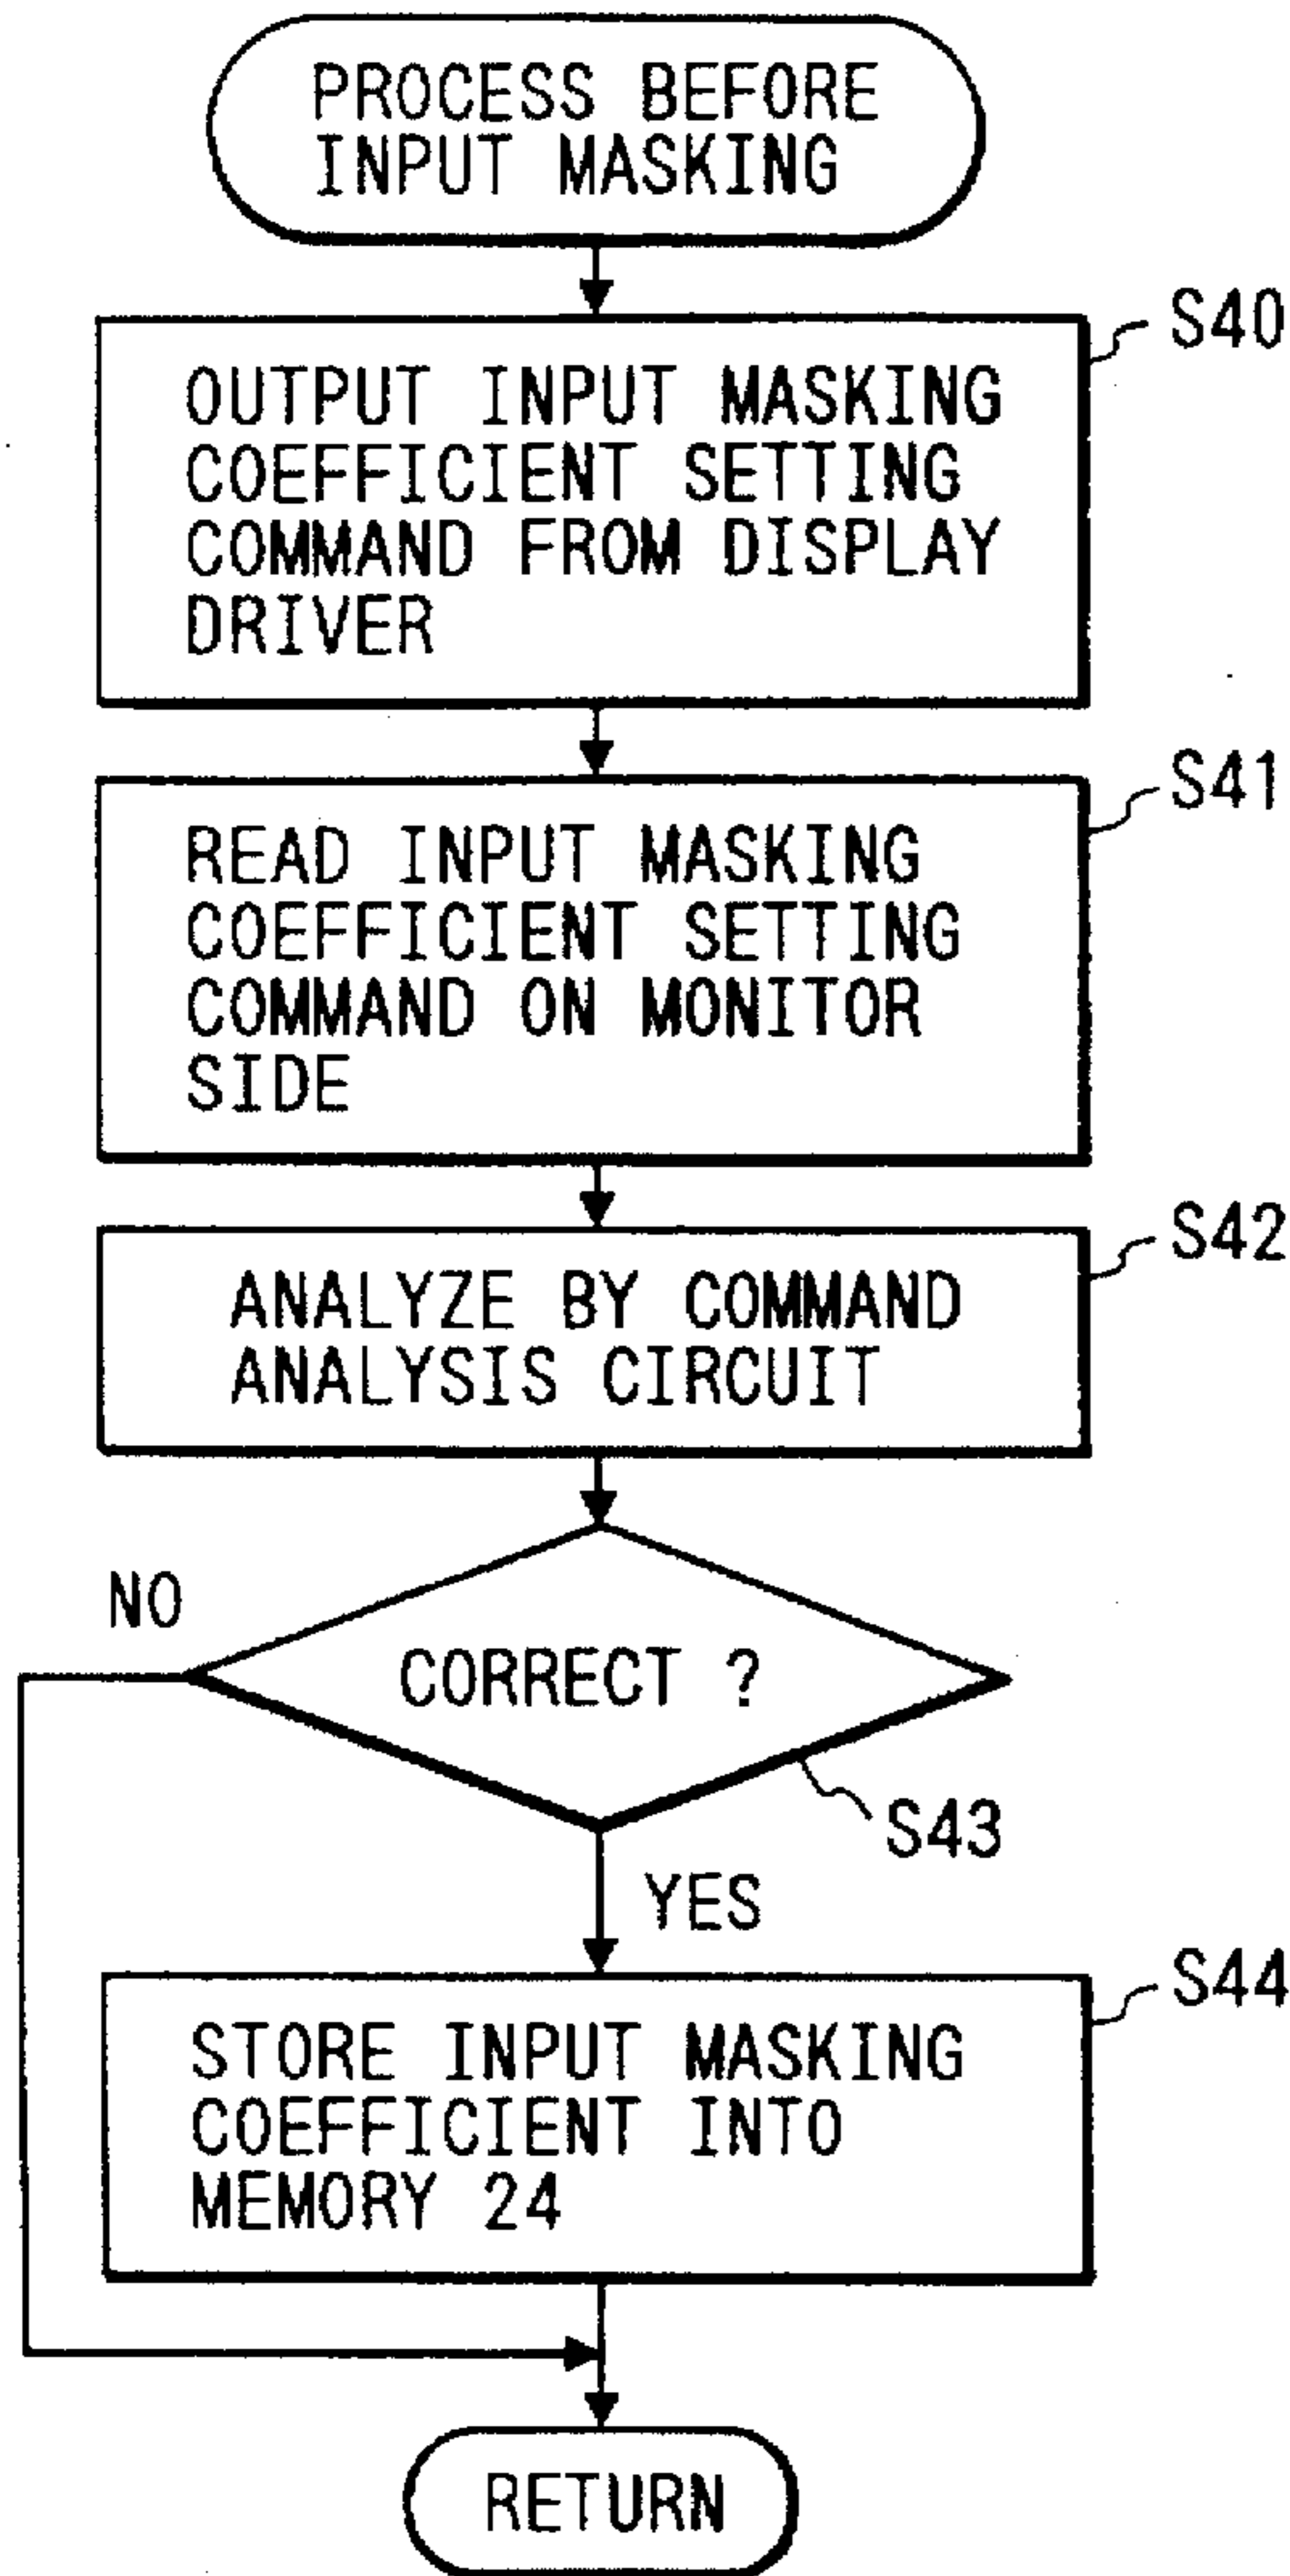 PROCESS BEFORE
INPUT MASKING
S40
OUTPUT INPUT MASKING
COEFFICIENT SETTING
COMMAND FROM DISPLAY
DRIVER
S41
READ INPUT MASKING
COEFFICIENT SETTING
COMMAND ON MONITOR
SIDE
S42
ANALYZE BY COMMAND
ANALYSIS CIRCUIT
NO
CORRECT ?
S43
YES
S44
STORE INPUT MASKING
COEFFICIENT INTO
MEMORY 24
RETURN